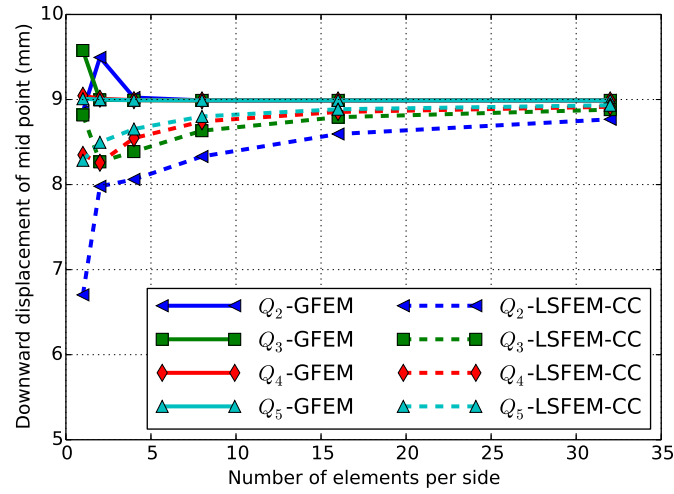 10
9
8
7
6
5
Downward displacement of mid point (mm)
0 5 10 15 20 25 30 35
Number of elements per side
Q2-GFEM
Q3-GFEM
Q4-GFEM
Q5-GFEM
Q2-LSFEM-CC
Q3-LSFEM-CC
Q4-LSFEM-CC
Q5-LSFEM-CC